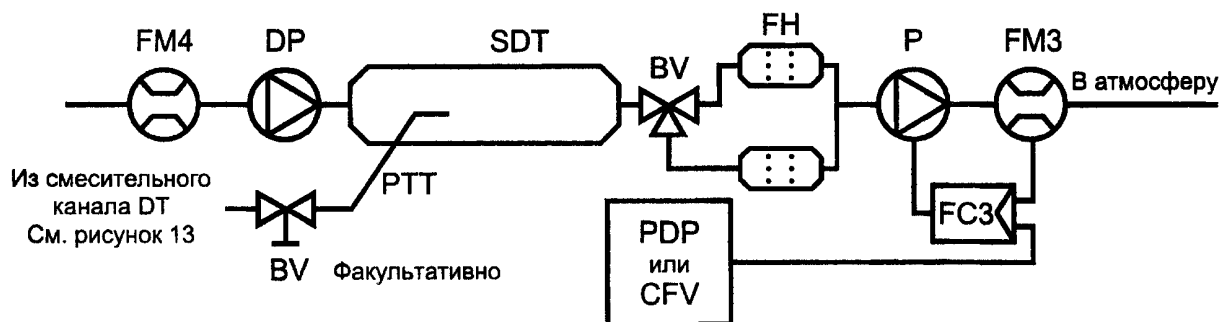 FM4
DP
SDT
BV
FH
P
FM3
В атмосферу
Из смесительного
канала DT
См. рисунок 13
PTT
BV
Факультативно
PDP
или
CFV
FC3